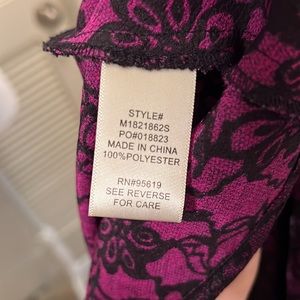 STYLE#
M1821862S
PO#018823
MADE IN CHINA
100%POLYESTER
RN#95619
SEE REVERSE
FOR CARE